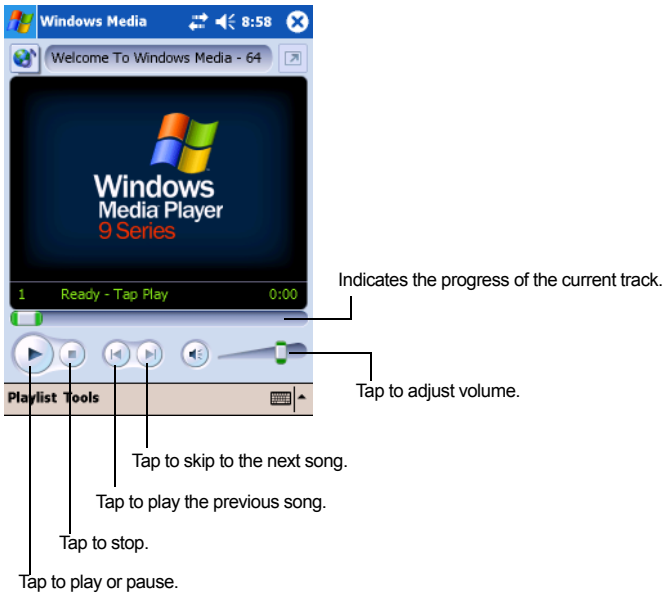 Windows Media 8:58
Welcome To Windows Media - 64
Windows
Media Player
9 Series
1 Ready - Tap Play 0:00
Indicates the progress of the current track.
Tap to adjust volume.
Playlist Tools
Tap to skip to the next song.
Tap to play the previous song.
Tap to stop.
Tap to play or pause.